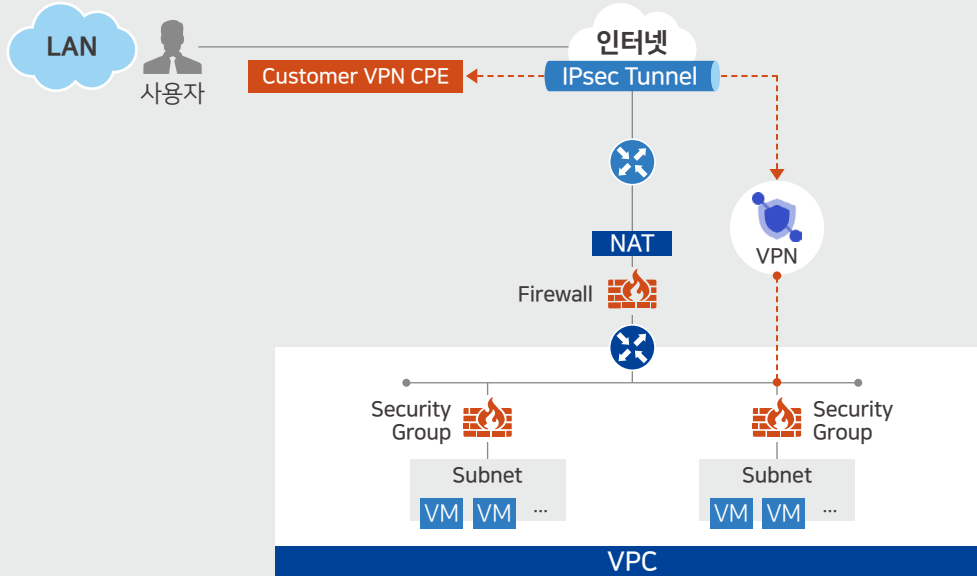 LAN
사용자
인터넷
Customer VPN CPE
IPsec Tunnel
NAT
VPN
Firewall
Security
Group
Security
Group
Subnet
VM VM ...
Subnet
VM VM ...
VPC